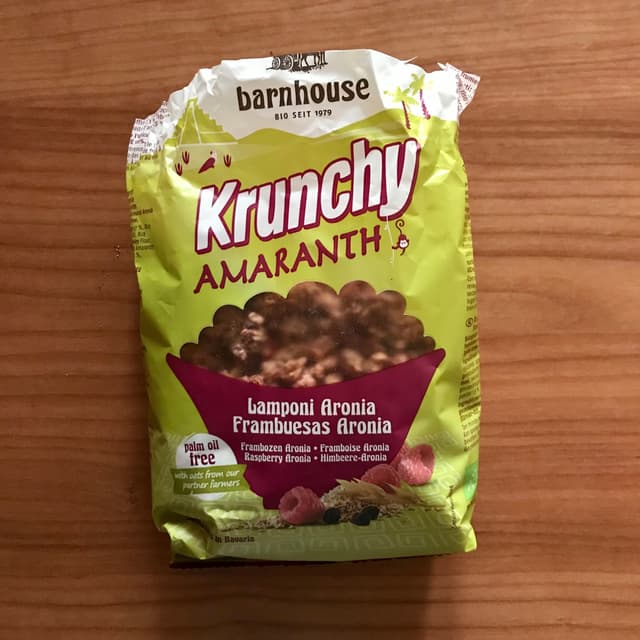 barnhouse
BIO SEIT 1979
Krunchy
AMARANTH
Lamponi Aronia
Frambuesas Aronia
Frambozen Aronia • Framboise Aronia
Raspberry Aronia • Himbeere-Aronia
palm oil
free
with oats from our
partner farmers
in Bavaria